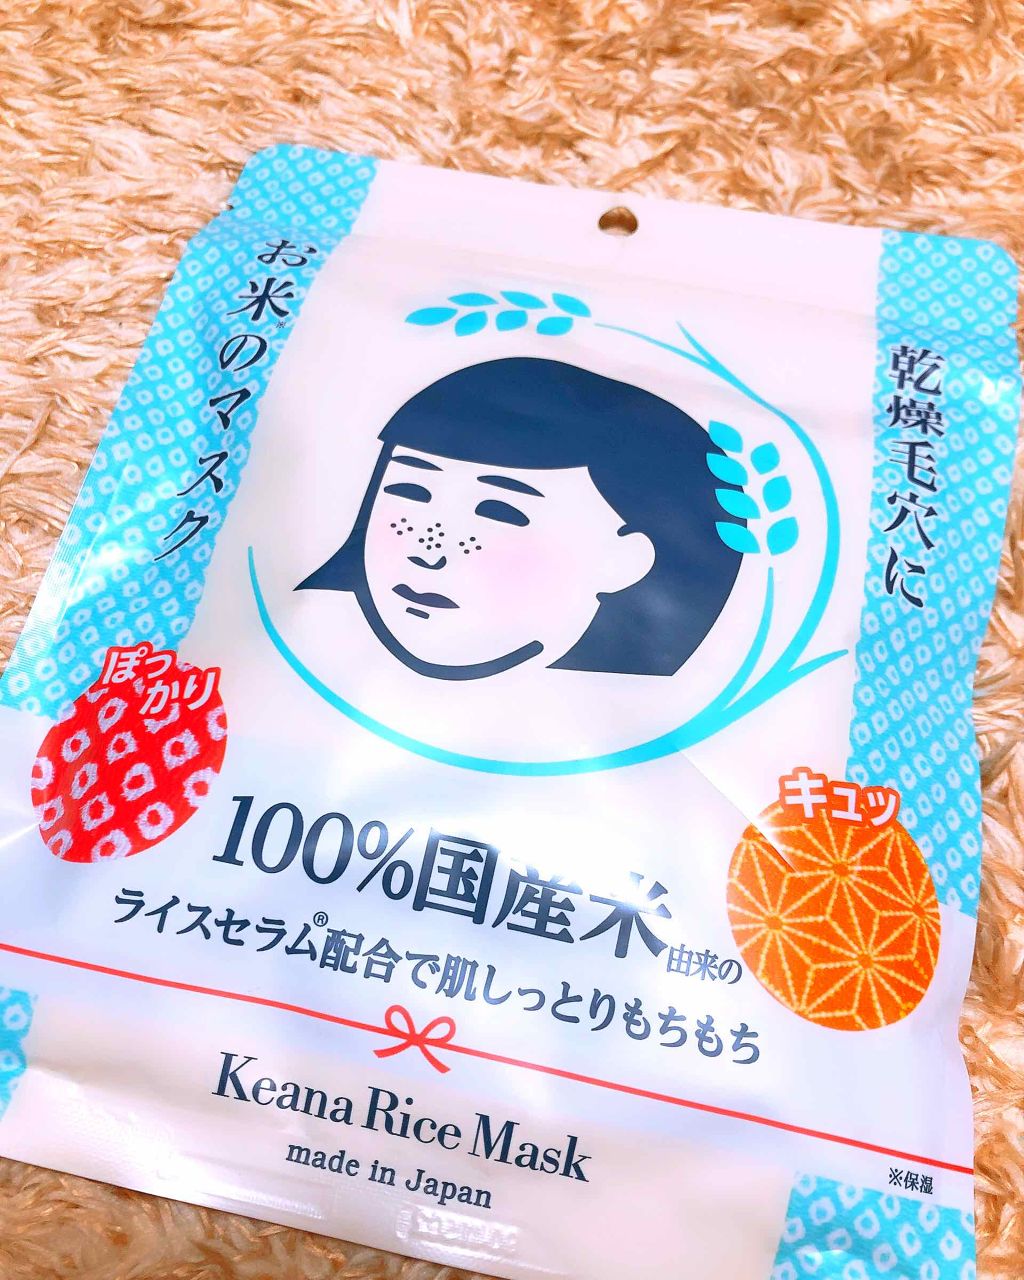 乾燥毛穴に
お米※のマスク
ぽっ
かり
キュッ
100%国産米由来の
ライスセラム®配合で肌しっとりもちもち
Keana Rice Mask
made in Japan
※保湿